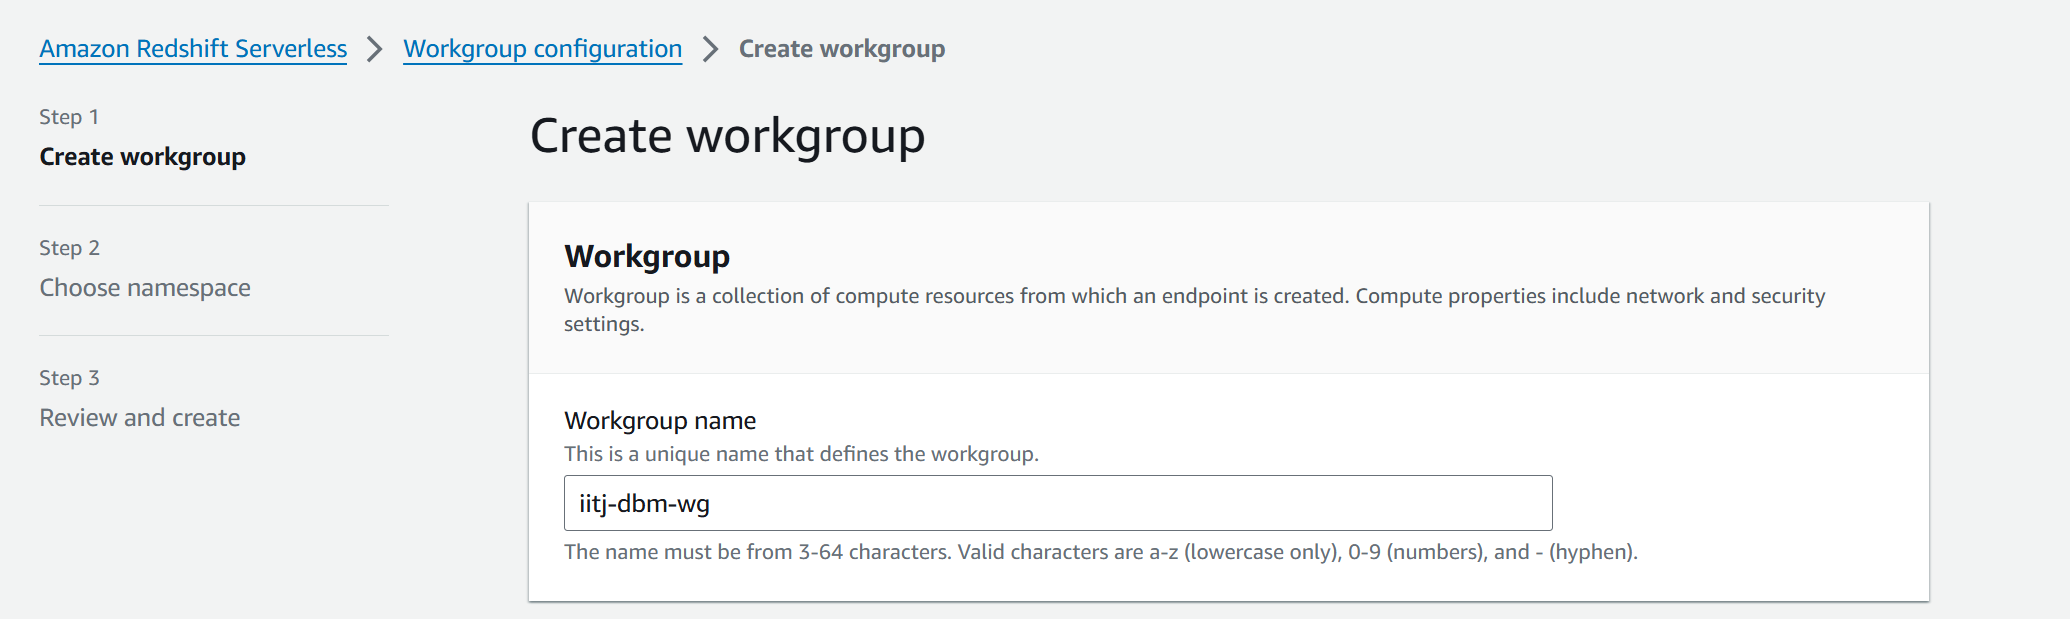 Amazon Redshift Serverless > Workgroup configuration > Create workgroup
Step 1
Create workgroup
Step 2
Choose namespace
Step 3
Review and create
Create workgroup
Workgroup
Workgroup is a collection of compute resources from which an endpoint is created. Compute properties include network and security
settings.
Workgroup name
This is a unique name that defines the workgroup.
iitj-dbm-wg
The name must be from 3-64 characters. Valid characters are a-z (lowercase only), 0-9 (numbers), and - (hyphen).